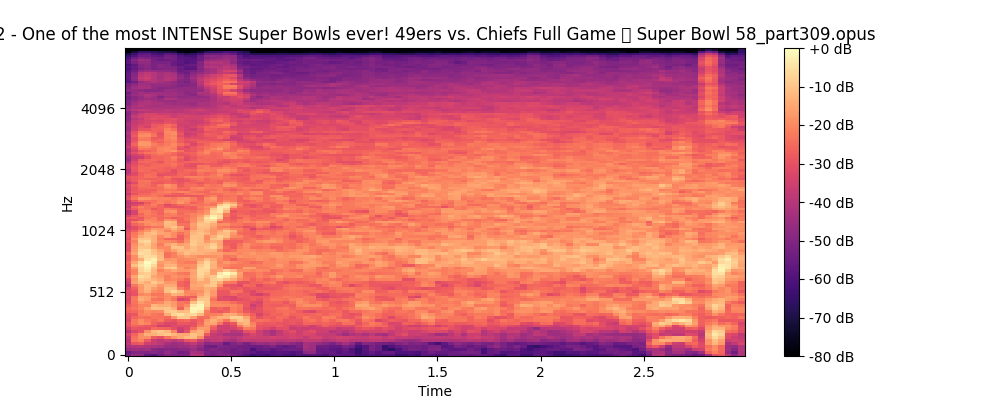 2 - One of the most INTENSE Super Bowls ever! 49ers vs. Chiefs Full Game  Super Bowl 58_part309.opus
Hz
4096
2048
1024
512
0
0 0.5 1 1.5 2 2.5
Time
+0 dB
-10 dB
-20 dB
-30 dB
-40 dB
-50 dB
-60 dB
-70 dB
-80 dB